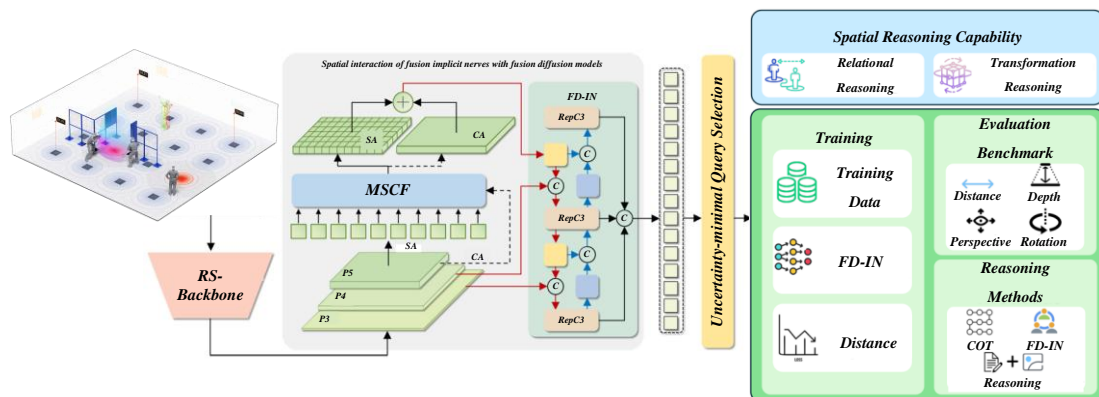 Spatial interaction of fusion implicit nerves with fusion diffusion models
SA
CA
MSCF
SA
CA
P5
P4
P3
RS-
Backbone
FD-IN
RepC3
C
C
RepC3
C
C
C
RepC3
Uncertainty-minimal Query Selection
Spatial Reasoning Capability
Relational
Reasoning
Transformation
Reasoning
Training
Training
Data
FD-IN
Distance
Evaluation
Benchmark
Distance
Depth
Perspective
Rotation
Reasoning
Methods
COT
FD-IN
Reasoning